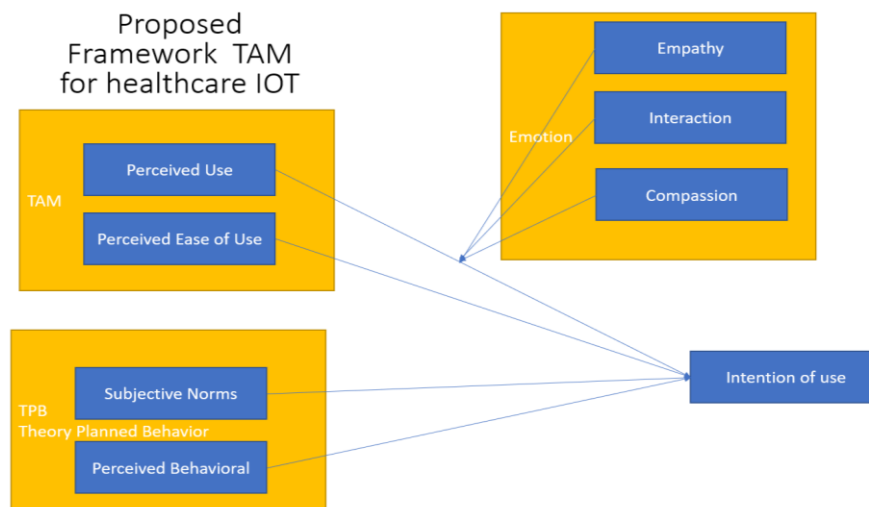 Proposed
Framework TAM
for healthcare IOT
TAM
Perceived Use
Perceived Ease of Use
Emotion
Empathy
Interaction
Compassion
TPB
Theory Planned Behavior
Subjective Norms
Perceived Behavioral
Intention of use